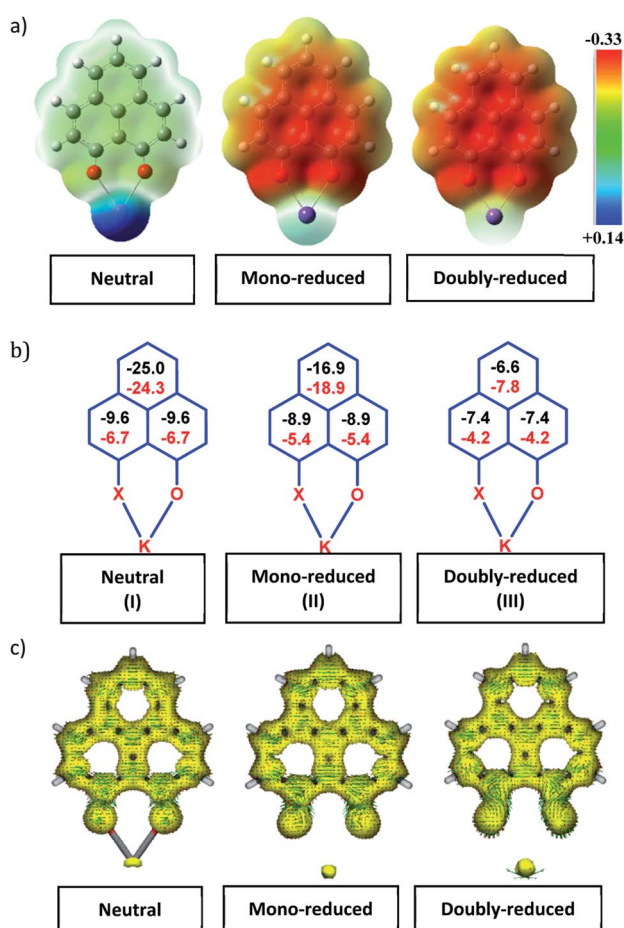 a)
-0.33
+0.14
Neutral
Mono-reduced
Doubly-reduced
b)
-25.0
-24.3
-9.6
-9.6
-6.7
-6.7
X
O
K
Neutral
(I)
-16.9
-18.9
-8.9
-8.9
-5.4
-5.4
X
O
K
Mono-reduced
(II)
-6.6
-7.8
-7.4
-7.4
-4.2
-4.2
X
O
K
Doubly-reduced
(III)
c)
Neutral
Mono-reduced
Doubly-reduced